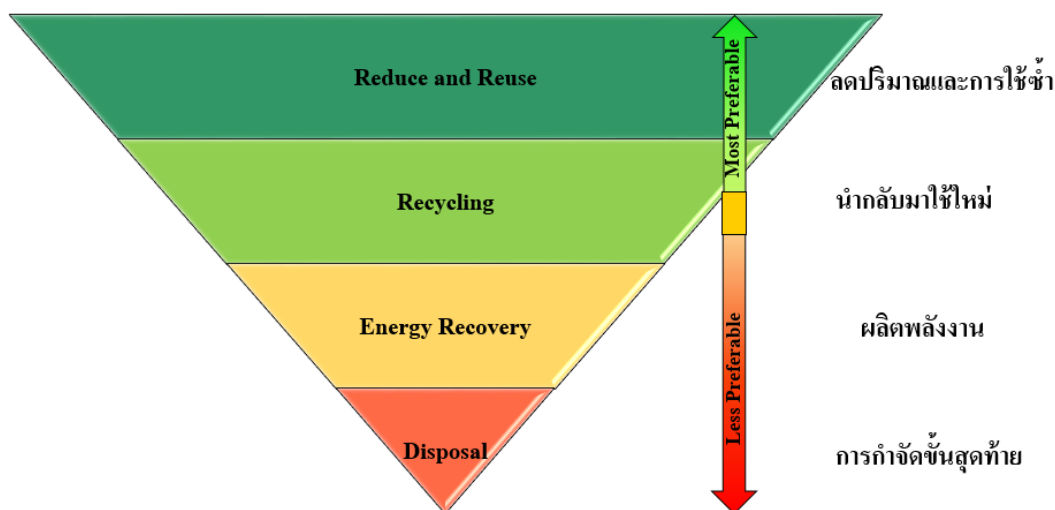 Reduce and Reuse
ลดปริมาณและการใช้ซ้ำ
Most Preferable
Recycling
นำกลับมาใช้ใหม่
Energy Recovery
ผลิตพลังงาน
Less Preferable
Disposal
การกำจัดขั้นสุดท้าย